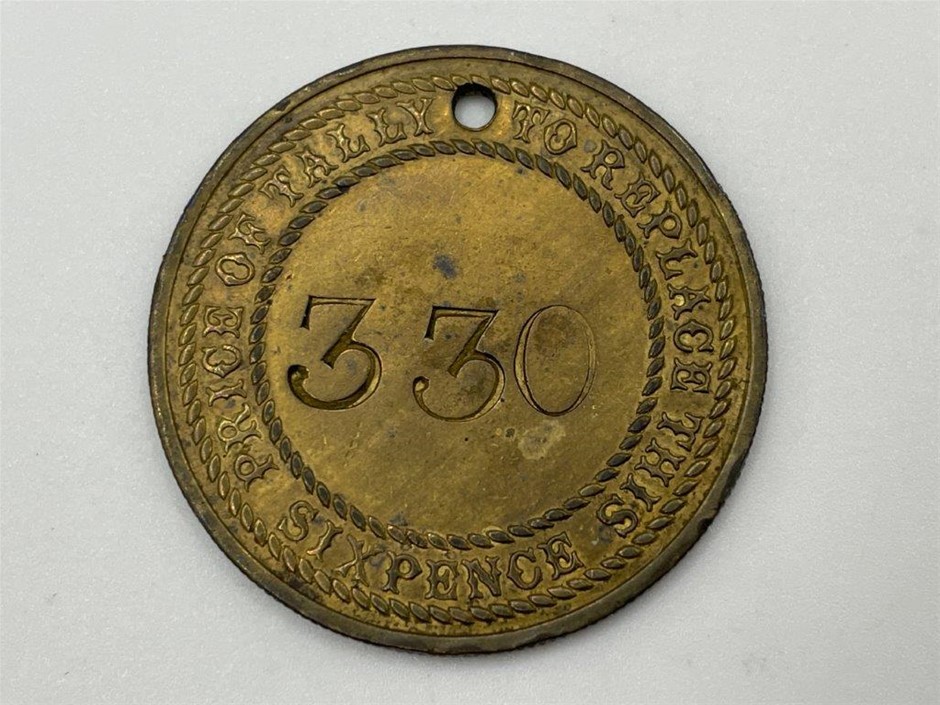 PRICE OF TALLY TO REPLACE THIS SIXPENCE
330